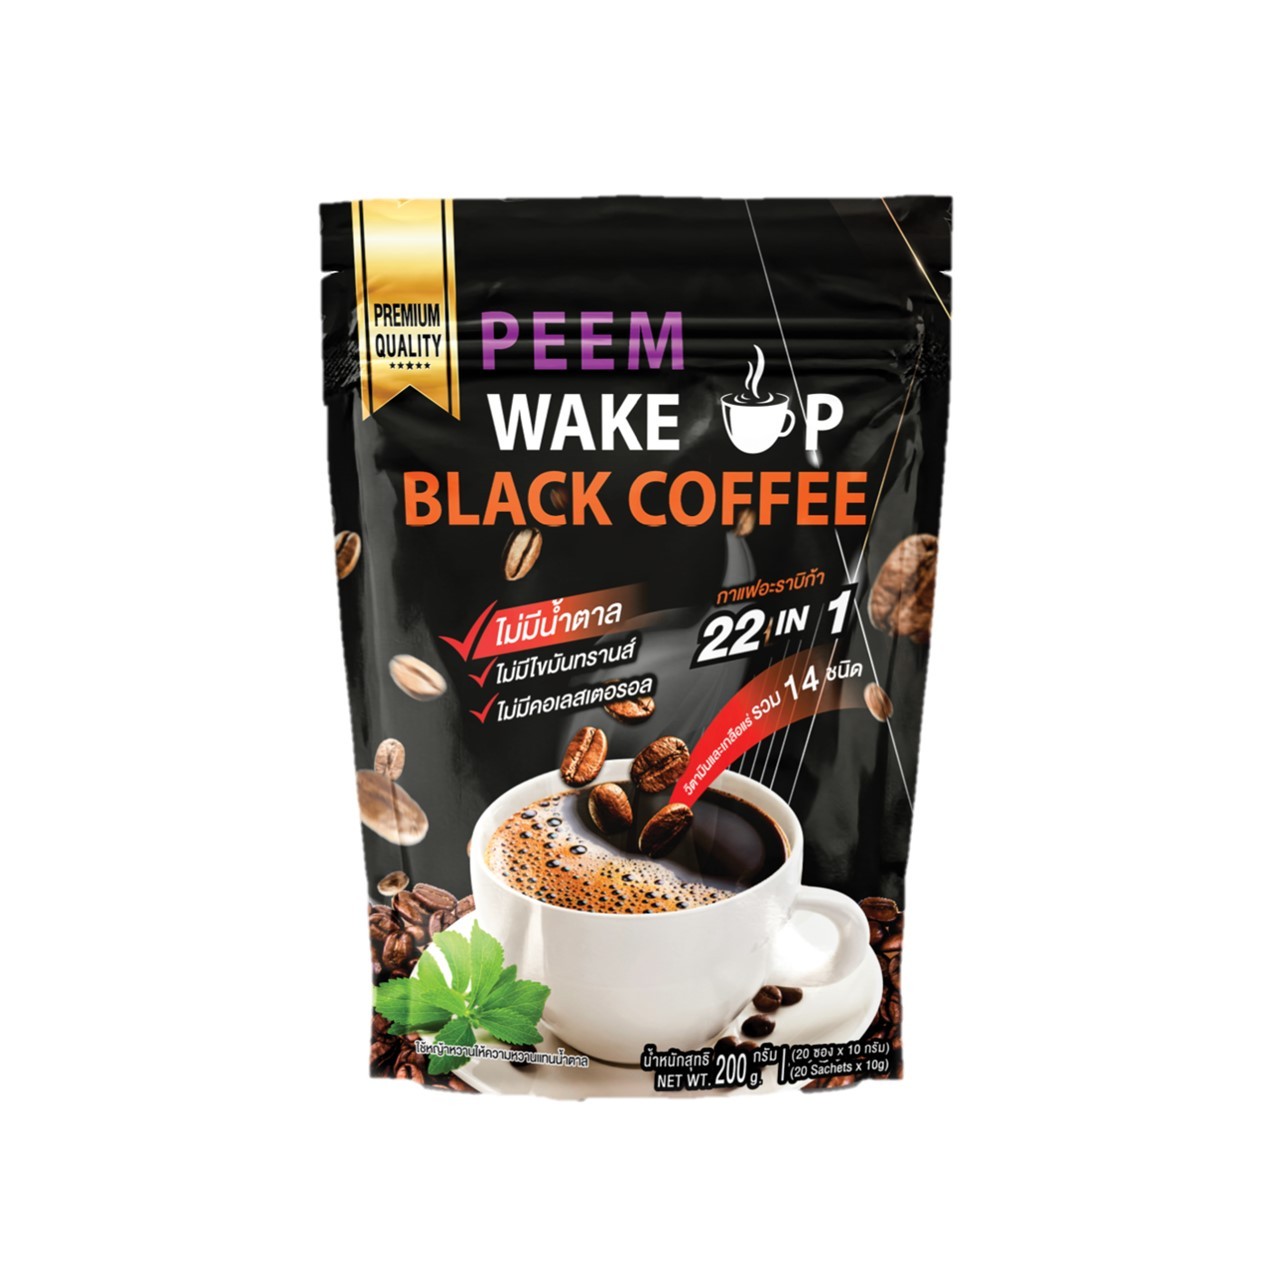 PREMIUM
QUALITY
PEEM
WAKE UP
BLACK COFFEE
กาแฟอะราบิก้า
22 IN 1
ไม่มีน้ำตาล
ไม่มีไขมันทรานส์
ไม่มีคอเลสเตอรอล
วิตามินและเกลือแร่ รวม 14 ชนิด
ใช้หญ้าหวานให้ความหวานแทนน้ำตาล
น้ำหนักสุทธิ 200 กรัม (20 ซอง x 10 กรัม)
NET WT. 200 g. (20 Sachets x 10g)